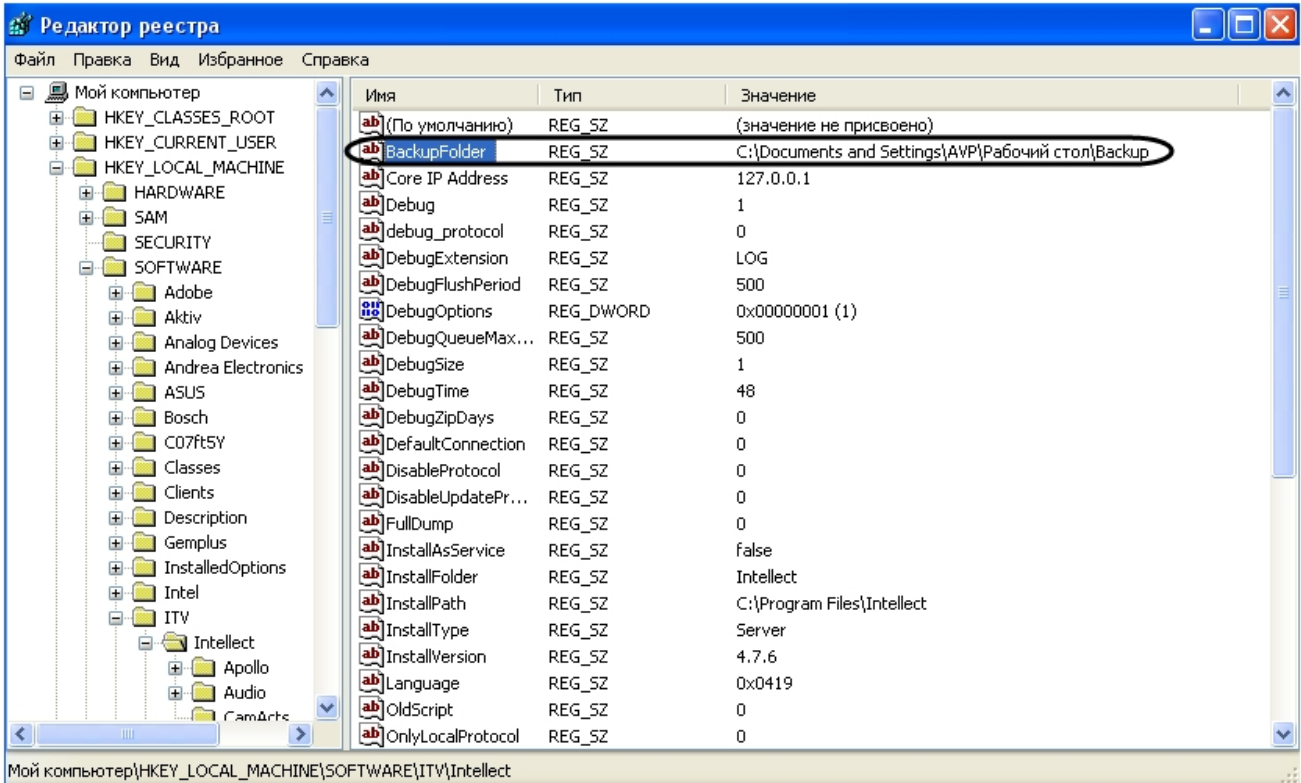 Редактор реестра
Файл Правка Вид Избранное Справка
Мой компьютер
HKEY_CLASSES_ROOT
HKEY_CURRENT_USER
HKEY_LOCAL_MACHINE
HARDWARE
SAM
SECURITY
SOFTWARE
Adobe
Aktiv
Analog Devices
Andrea Electronics
ASUS
Bosch
C07ft5Y
Classes
Clients
Description
Gemplus
InstalledOptions
Intel
ITV
Intellect
Apollo
Audio
CamActs
Имя Тип Значение
(По умолчанию) REG_SZ (значение не присвоено)
BackupFolder REG_SZ C:\Documents and Settings\AVP\Рабочий стол\Backup
Core IP Address REG_SZ 127.0.0.1
Debug REG_SZ 1
debug_protocol REG_SZ 0
DebugExtension REG_SZ LOG
DebugFlushPeriod REG_SZ 500
DebugOptions REG_DWORD 0x00000001 (1)
DebugQueueMax... REG_SZ 500
DebugSize REG_SZ 1
DebugTime REG_SZ 48
DebugZipDays REG_SZ 0
DefaultConnection REG_SZ 0
DisableProtocol REG_SZ 0
DisableUpdatePr... REG_SZ 0
FullDump REG_SZ 0
InstallAsService REG_SZ false
InstallFolder REG_SZ Intellect
InstallPath REG_SZ C:\Program Files\Intellect
InstallType REG_SZ Server
InstallVersion REG_SZ 4.7.6
Language REG_SZ 0x0419
OldScript REG_SZ 0
OnlyLocalProtocol REG_SZ 0
Мой компьютер\HKEY_LOCAL_MACHINE\SOFTWARE\ITV\Intellect